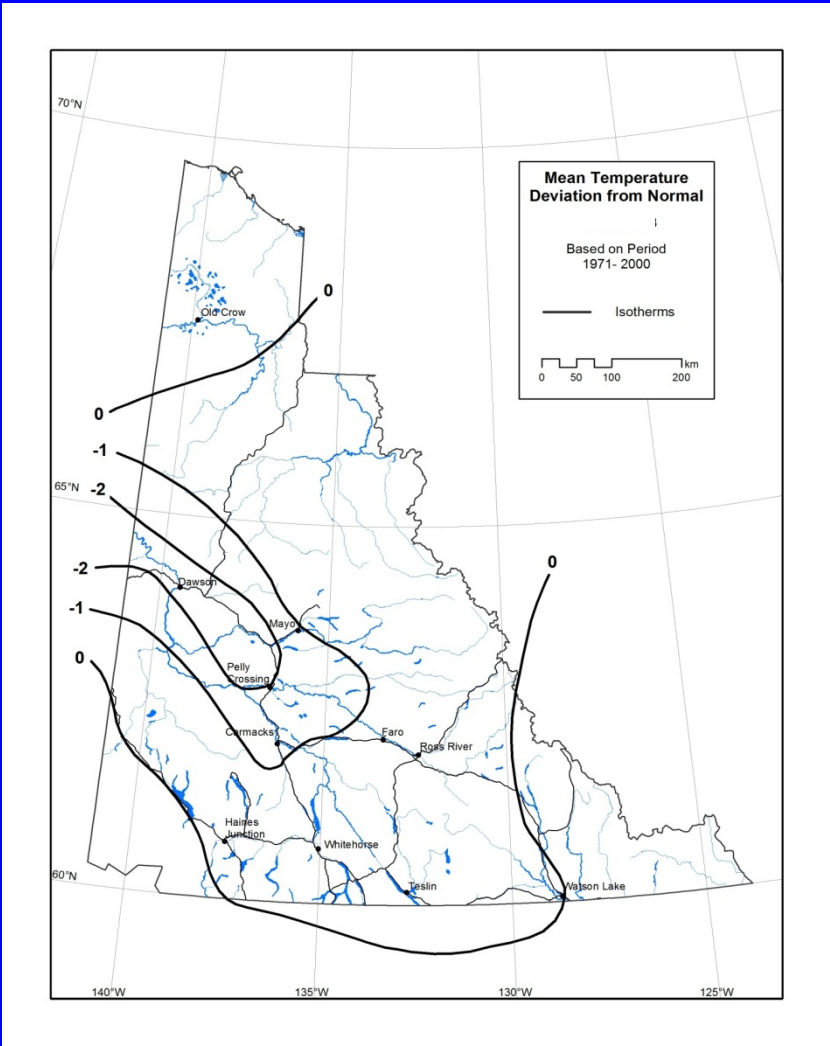 70°N
Mean Temperature
Deviation from Normal
Based on Period
1971- 2000
Isotherms
km
0 50 100 200
0
Old Crow
0
-1
65°N
-2
-2
Dawson
0
-1
Mayo
0
Pelly
Crossing
Carmacks
Faro
Ross River
Haines
Junction
Whitehorse
60°N
Teslin
Watson Lake
140°W 135°W 130°W 125°W